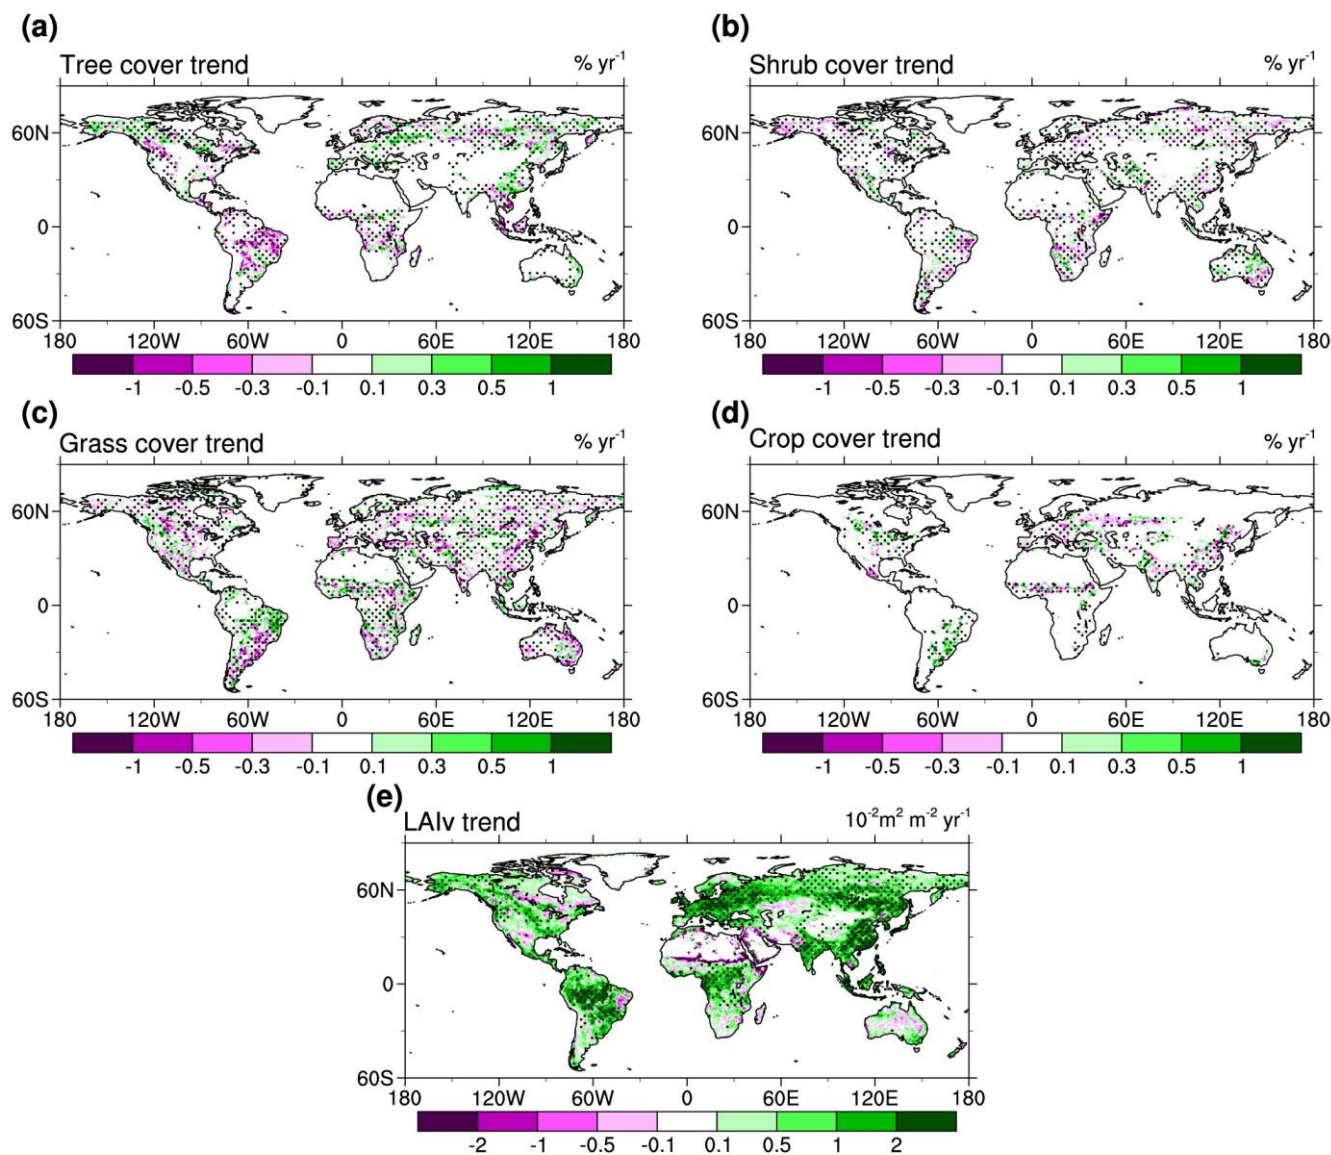 (a)
(b)
Tree cover trend % yr-1
Shrub cover trend % yr-1
60N
0
60S
180 120W 60W 0 60E 120E 180
-1 -0.5 -0.3 -0.1 0.1 0.3 0.5 1
60N
0
60S
180 120W 60W 0 60E 120E 180
-1 -0.5 -0.3 -0.1 0.1 0.3 0.5 1
(c)
(d)
Grass cover trend % yr-1
Crop cover trend % yr-1
60N
0
60S
180 120W 60W 0 60E 120E 180
-1 -0.5 -0.3 -0.1 0.1 0.3 0.5 1
60N
0
60S
180 120W 60W 0 60E 120E 180
-1 -0.5 -0.3 -0.1 0.1 0.3 0.5 1
(e)
LAIv trend 10-2m2 m-2 yr-1
60N
0
60S
180 120W 60W 0 60E 120E 180
-2 -1 -0.5 -0.1 0.1 0.5 1 2